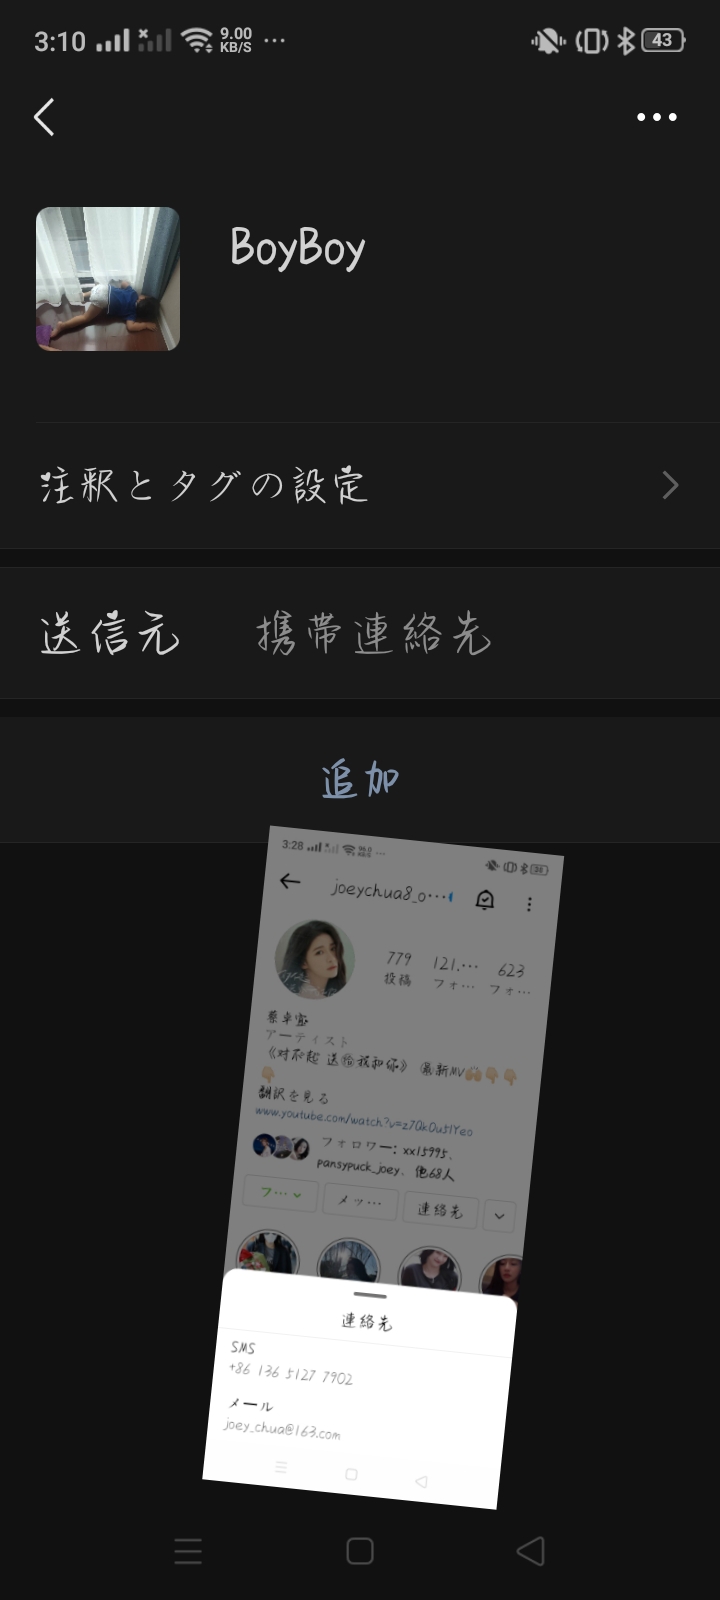 3:10
9.00
KB/S
43
BoyBoy
注釈とタグの設定
送信元 携帯連絡先
追加
3:28
joeychua8_o…
779 121.… 623
投稿 フォ… フォ…
蔡卓宜
アーティスト
《对不起 送给我和你》 最新MV🙌🏼👇🏼👇🏼
👇🏼
翻訳を見る
www.youtube.com/watch?v=z70k0u51Yeo
フォロワー: xx15995、
pansypuck_joey、他68人
フ… メッ… 連絡先
連絡先
SMS
+86 136 5127 7902
メール
joey_chua@163.com